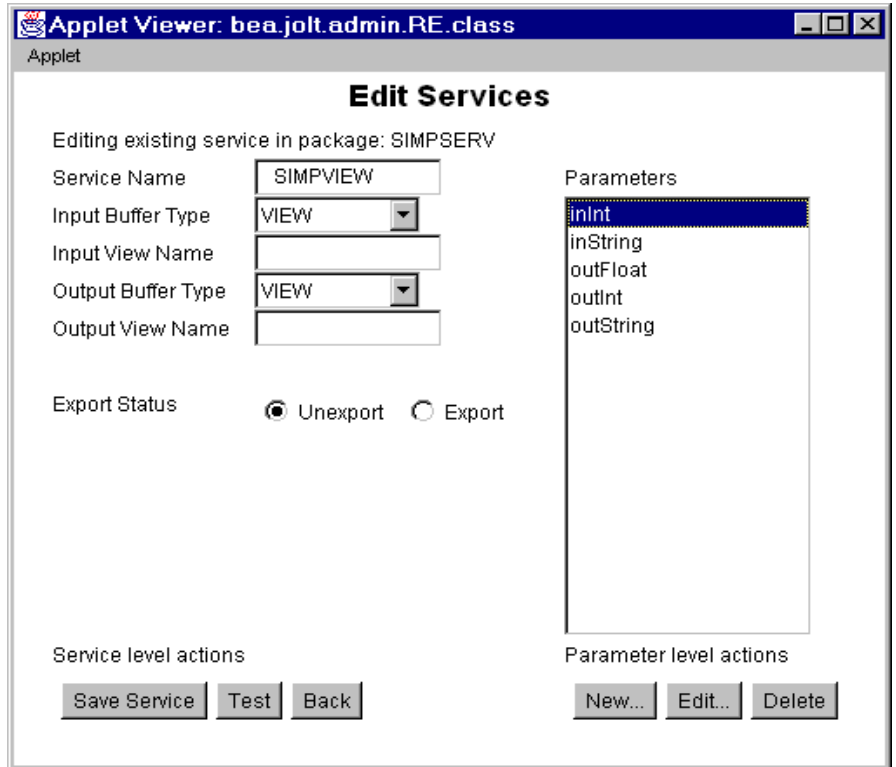 Applet Viewer: bea.jolt.admin.RE.class
Applet
Edit Services
Editing existing service in package: SIMPSERV
Service Name SIMPVIEW
Parameters
Input Buffer Type VIEW
inInt
Input View Name
inString
Output Buffer Type VIEW
outFloat
outInt
Output View Name
outString
Export Status Unexport Export
Service level actions
Parameter level actions
Save Service Test Back
New... Edit... Delete